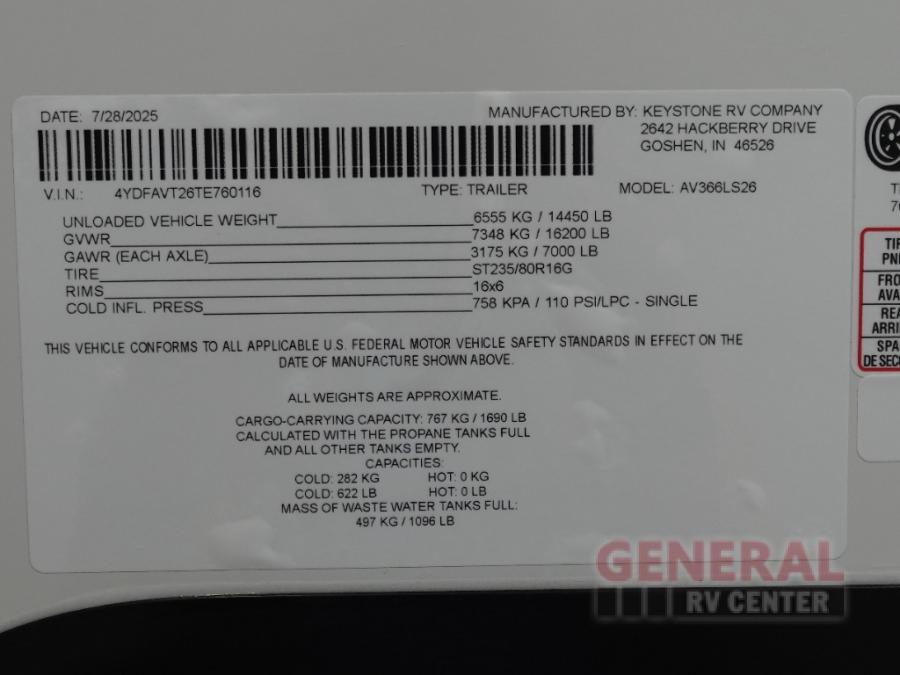 DATE: 7/28/2025
MANUFACTURED BY: KEYSTONE RV COMPANY
2642 HACKBERRY DRIVE
GOSHEN, IN 46526
V.I.N.: 4YDFAVT26TE760116 TYPE: TRAILER MODEL: AV366LS26
UNLOADED VEHICLE WEIGHT 6555 KG / 14450 LB
GVWR 7348 KG / 16200 LB
GAWR (EACH AXLE) 3175 KG / 7000 LB
TIRE ST235/80R16G
RIMS 16x6
COLD INFL. PRESS 758 KPA / 110 PSI/LPC - SINGLE
THIS VEHICLE CONFORMS TO ALL APPLICABLE U.S. FEDERAL MOTOR VEHICLE SAFETY STANDARDS IN EFFECT ON THE
DATE OF MANUFACTURE SHOWN ABOVE.
ALL WEIGHTS ARE APPROXIMATE.
CARGO-CARRYING CAPACITY: 767 KG / 1690 LB
CALCULATED WITH THE PROPANE TANKS FULL
AND ALL OTHER TANKS EMPTY.
CAPACITIES:
COLD: 282 KG HOT: 0 KG
COLD: 622 LB HOT: 0 LB
MASS OF WASTE WATER TANKS FULL:
497 KG / 1096 LB
GENERAL
RV CENTER